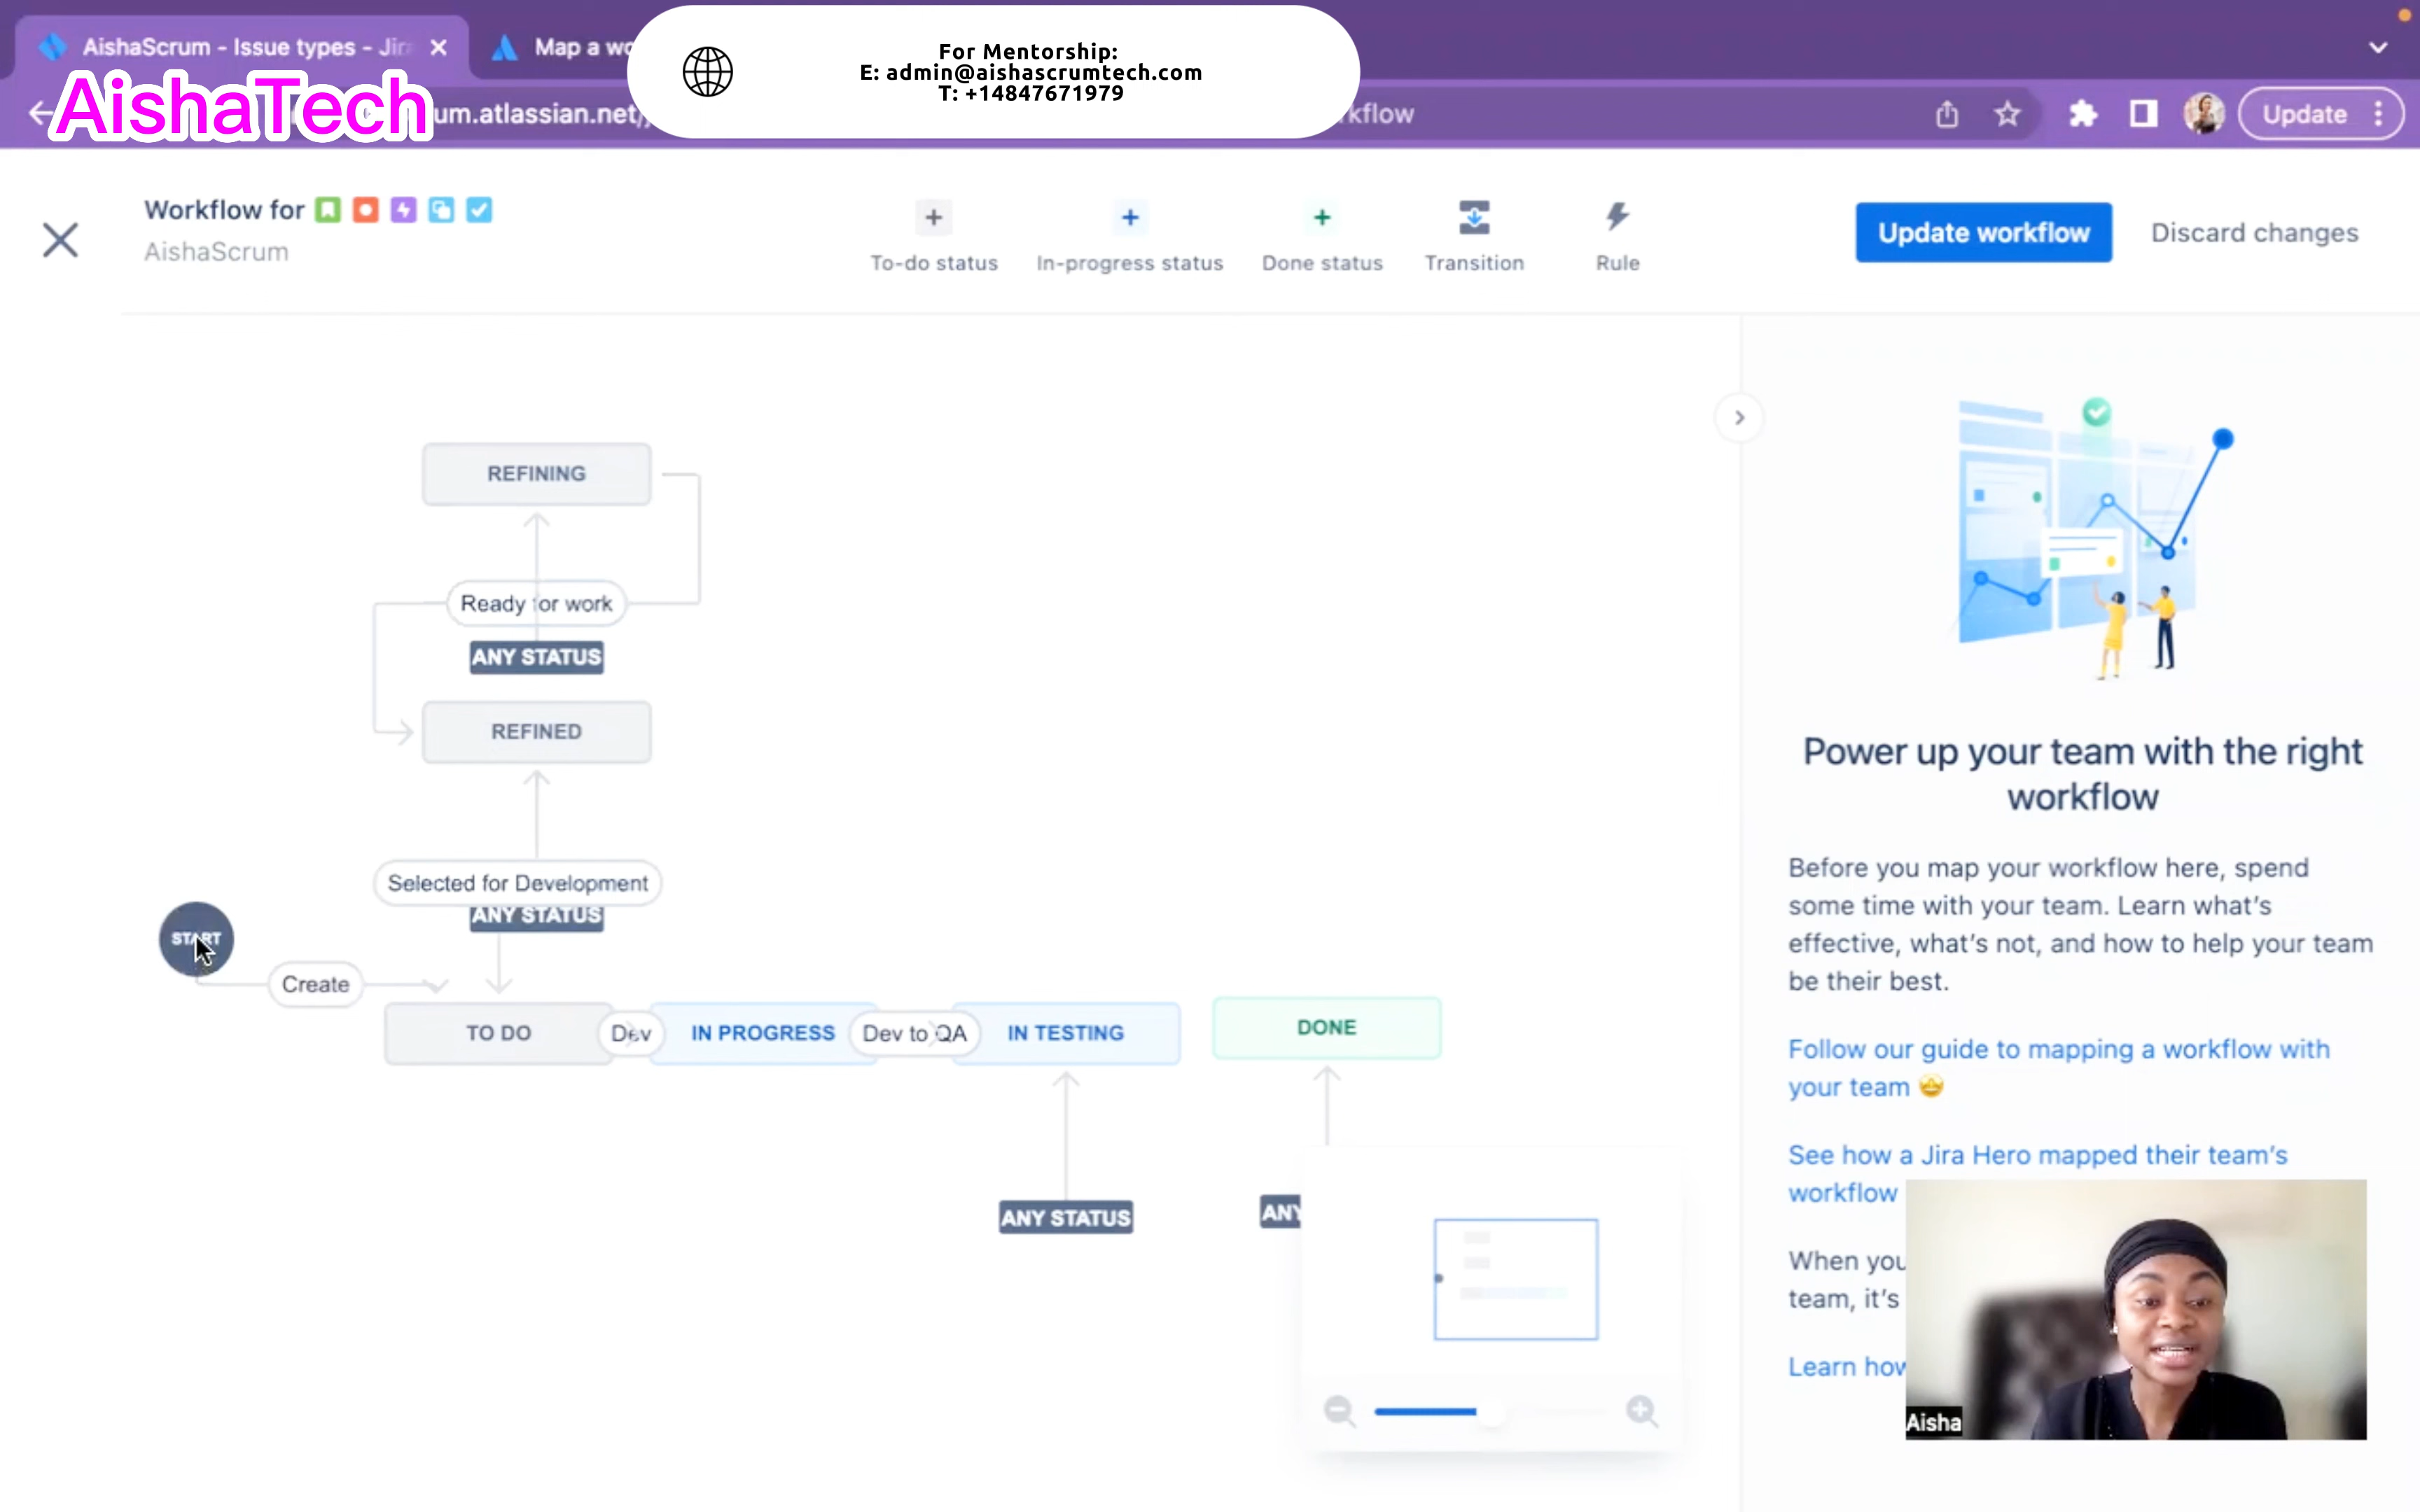 AishaScrum - Issue types - Jir
Map a wo
For Mentorship:
E: admin@aishascrumtech.com
T: +14847671979
AishaTech
um.atlassian.net/
kflow
Update
Workflow for
AishaScrum
To-do status
In-progress status
Done status
Transition
Rule
Update workflow
Discard changes
REFINING
Ready for work
ANY STATUS
REFINED
Selected for Development
ANY STATUS
START
Create
TO DO
Dev
IN PROGRESS
Dev to QA
IN TESTING
DONE
ANY STATUS
ANY
Power up your team with the right
workflow
Before you map your workflow here, spend
some time with your team. Learn what's
effective, what's not, and how to help your team
be their best.
Follow our guide to mapping a workflow with
your team 🤩
See how a Jira Hero mapped their team's
workflow
When you
team, it's
Learn how
Aisha